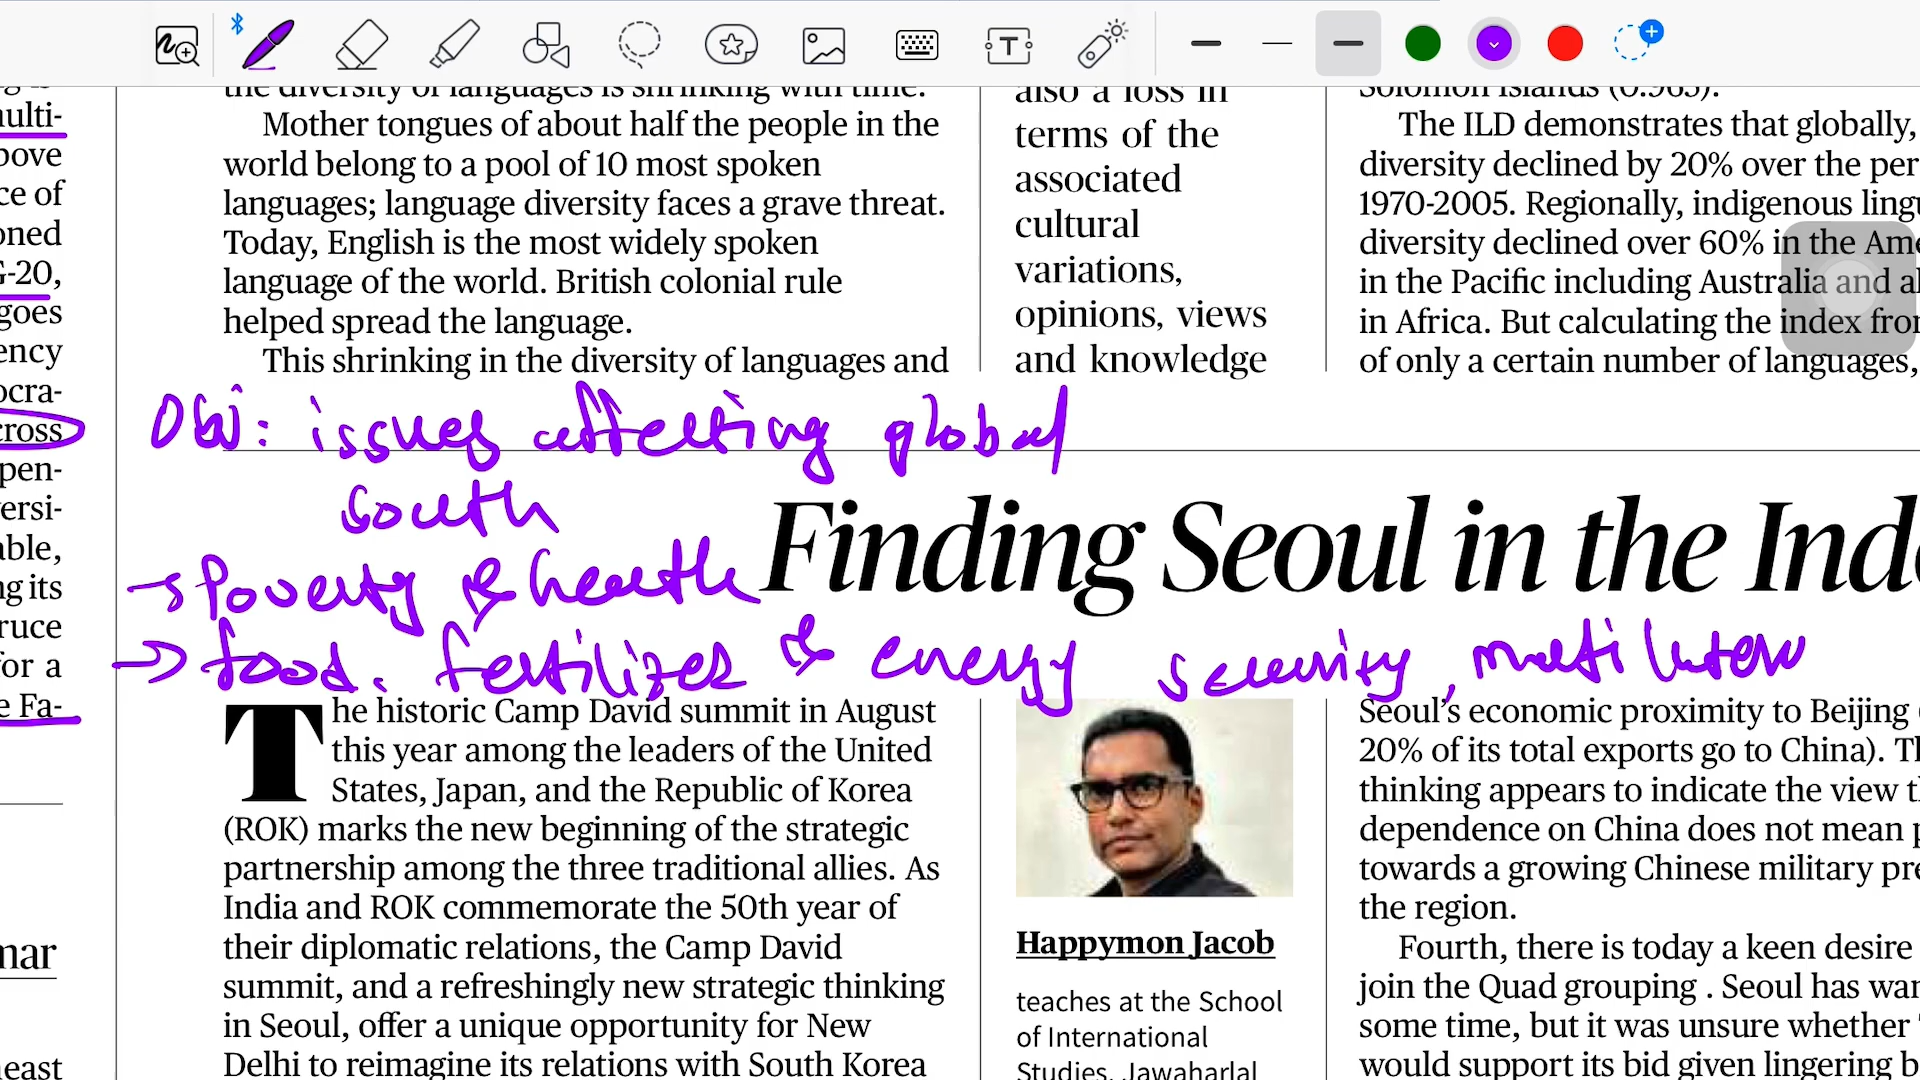 multi-
bove
ce of
oned
G-20,
goes
ency
ocra-
cross
pen-
ersi-
able,
ng its
ruce
for a
e Fa-
mar
east
the diversity of languages is shrinking with time.
Mother tongues of about half the people in the
world belong to a pool of 10 most spoken
languages; language diversity faces a grave threat.
Today, English is the most widely spoken
language of the world. British colonial rule
helped spread the language.
This shrinking in the diversity of languages and
also a loss in
terms of the
associated
cultural
variations,
opinions, views
and knowledge
Solomon Islands (0.965).
The ILD demonstrates that globally,
diversity declined by 20% over the per
1970-2005. Regionally, indigenous lingu
diversity declined over 60% in the Ame
in the Pacific including Australia and al
in Africa. But calculating the index from
of only a certain number of languages,
issues affecting global
south
→ Poverty & health
→ food, fertilizer & energy security,
Finding Seoul in the Ind
The historic Camp David summit in August
this year among the leaders of the United
States, Japan, and the Republic of Korea
(ROK) marks the new beginning of the strategic
partnership among the three traditional allies. As
India and ROK commemorate the 50th year of
their diplomatic relations, the Camp David
summit, and a refreshingly new strategic thinking
in Seoul, offer a unique opportunity for New
Delhi to reimagine its relations with South Korea
Happymon Jacob
teaches at the School
of International
Studies, Jawaharlal
Seoul's economic proximity to Beijing (
20% of its total exports go to China). Th
thinking appears to indicate the view th
dependence on China does not mean p
towards a growing Chinese military pre
the region.
Fourth, there is today a keen desire
join the Quad grouping . Seoul has wan
some time, but it was unsure whether
would support its bid given lingering b